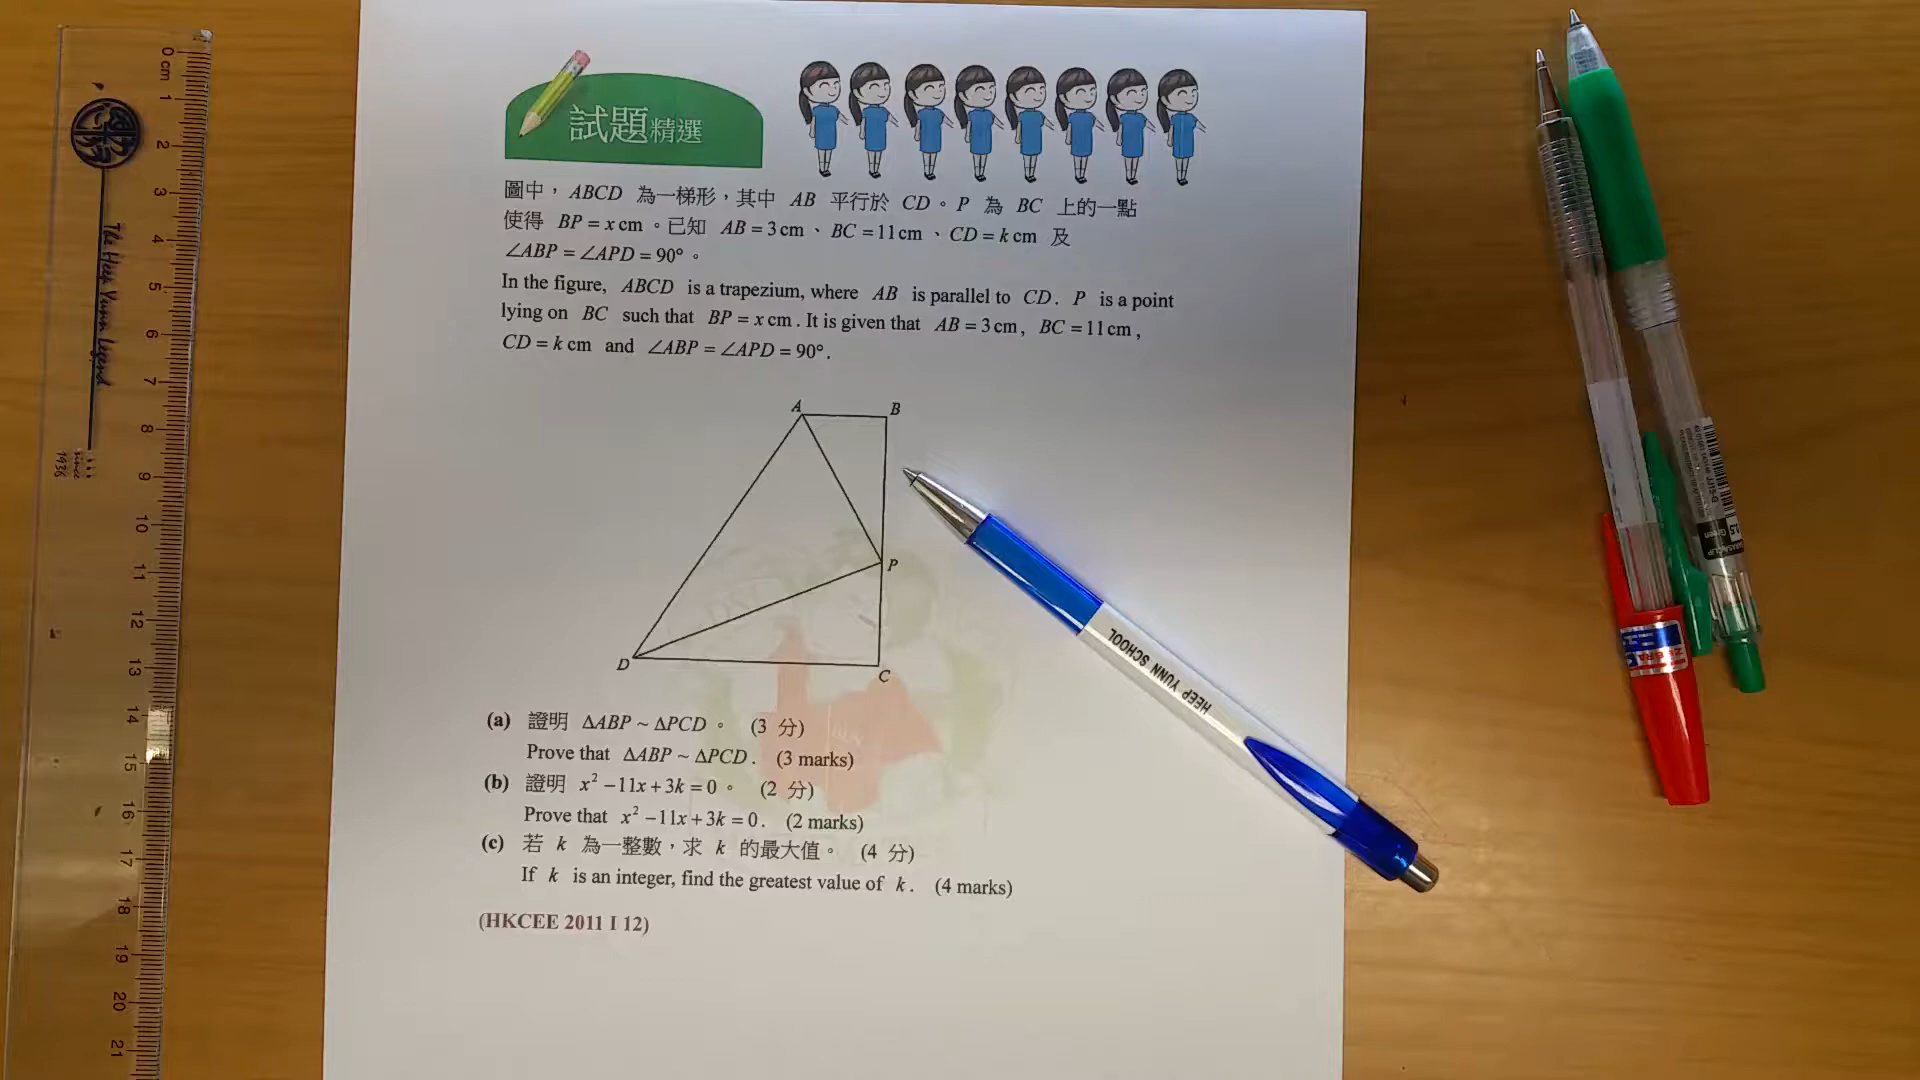 試題精選
圖中，ABCD 為一梯形，其中 AB 平行於 CD。P 為 BC 上的一點
使得 BP = x cm。已知 AB = 3 cm、BC = 11 cm、CD = k cm 及
∠ABP = ∠APD = 90°。
In the figure, ABCD is a trapezium, where AB is parallel to CD. P is a point
lying on BC such that BP = x cm. It is given that AB = 3 cm, BC = 11 cm,
CD = k cm and ∠ABP = ∠APD = 90°.
A
B
P
D
C
(a) 證明 ΔABP ~ ΔPCD。 (3 分)
Prove that ΔABP ~ ΔPCD. (3 marks)
(b) 證明 x² − 11x + 3k = 0。 (2 分)
Prove that x² − 11x + 3k = 0. (2 marks)
(c) 若 k 為一整數，求 k 的最大值。 (4 分)
If k is an integer, find the greatest value of k. (4 marks)
(HKCEE 2011 I 12)
HEEP YUNN SCHOOL
The Heep Yunn Legend
since
1936
0 cm
1
2
3
4
5
6
7
8
9
10
11
12
13
14
15
16
17
18
19
20
21
ZEBRA
Green